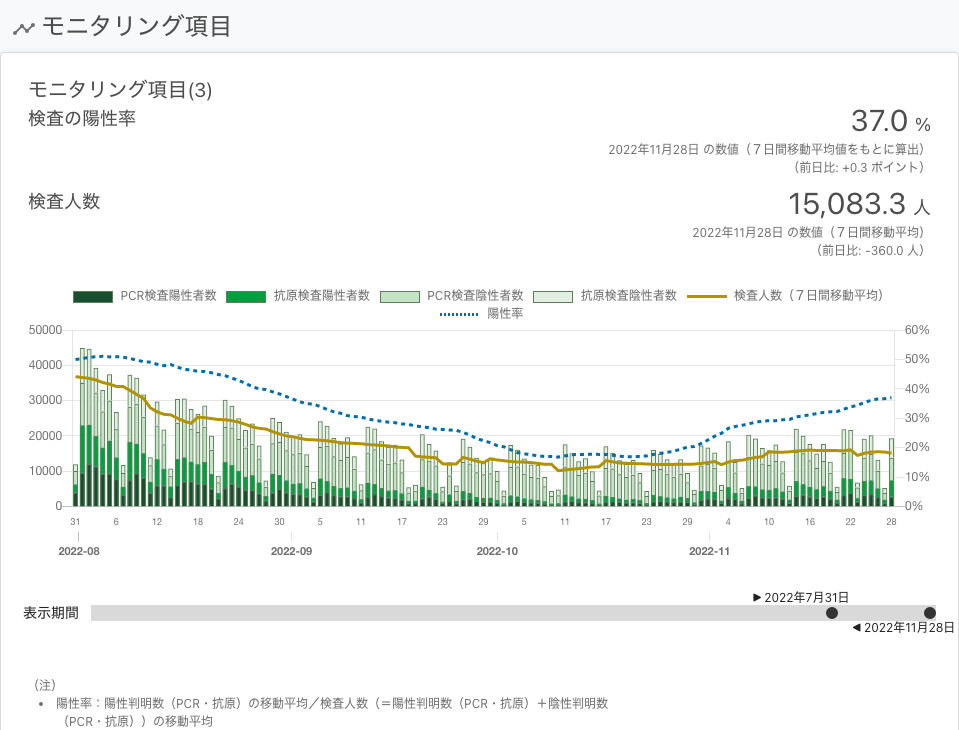 モニタリング項目
モニタリング項目(3)
検査の陽性率
37.0 %
2022年11月28日 の数値（７日間移動平均値をもとに算出）
（前日比: +0.3 ポイント）
検査人数
15,083.3 人
2022年11月28日 の数値（７日間移動平均）
（前日比: -360.0 人）
PCR検査陽性者数 抗原検査陽性者数 PCR検査陰性者数 抗原検査陰性者数 検査人数（７日間移動平均）
陽性率
50000 60%
50%
40000
40%
30000
30%
20000
20%
10000
10%
0 0%
31 6 12 18 24 30 5 11 17 23 29 5 11 17 23 29 4 10 16 22 28
2022-08 2022-09 2022-10 2022-11
▶ 2022年7月31日
表示期間
◀ 2022年11月28日
（注）
• 陽性率：陽性判明数（PCR・抗原）の移動平均／検査人数（＝陽性判明数（PCR・抗原）＋陰性判明数
（PCR・抗原））の移動平均